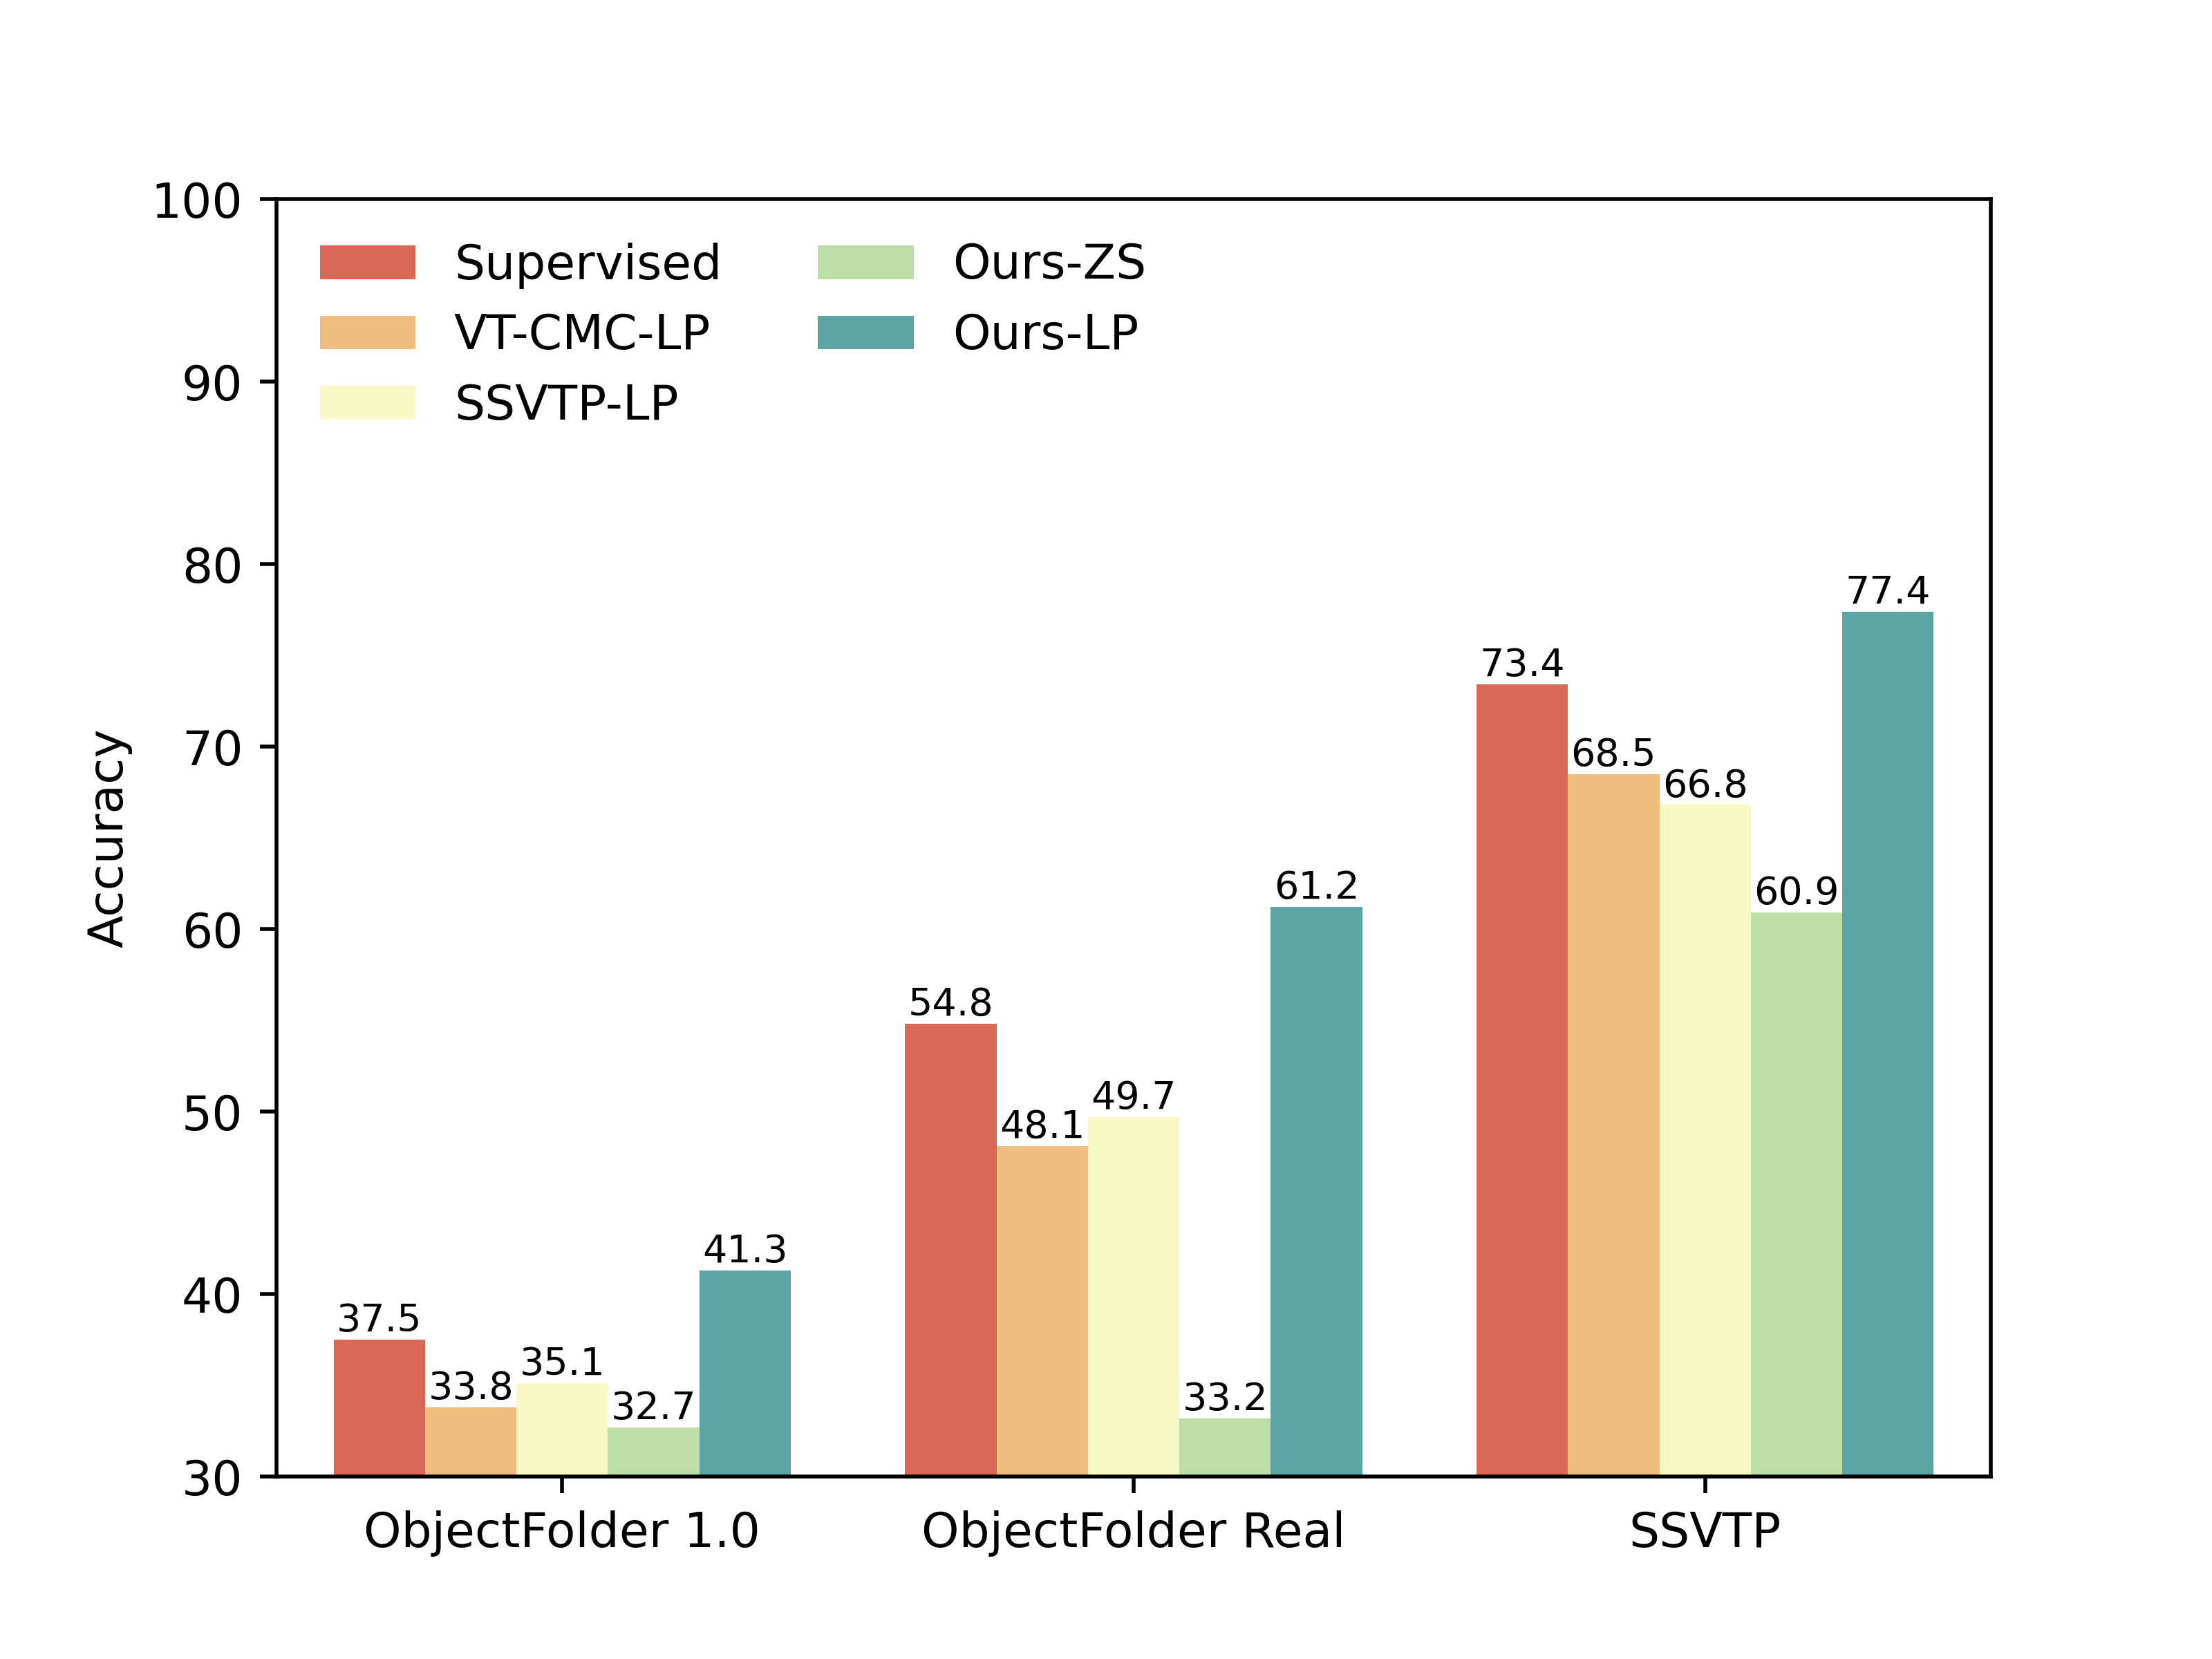 100
90
80
70
60
50
40
30
Accuracy
Supervised
VT-CMC-LP
SSVTP-LP
Ours-ZS
Ours-LP
37.5
33.8
35.1
32.7
41.3
54.8
48.1
49.7
33.2
61.2
73.4
68.5
66.8
60.9
77.4
ObjectFolder 1.0
ObjectFolder Real
SSVTP